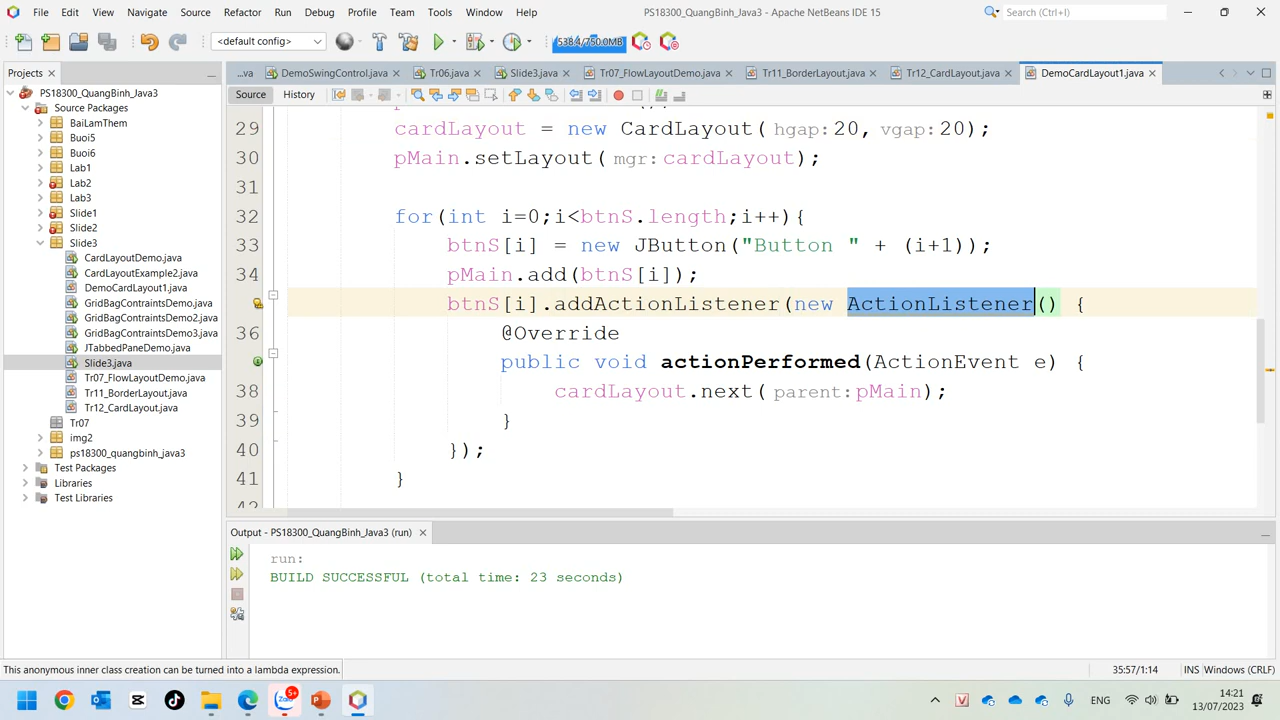 File Edit View Navigate Source Refactor Run Debug Profile Team Tools Window Help
PS18300_QuangBinh_Java3 - Apache NetBeans IDE 15
Search (Ctrl+I)
<default config>
538.4/750.0MB
Projects
...va
DemoSwingControl.java
Tr06.java
Slide3.java
Tr07_FlowLayoutDemo.java
Tr11_BorderLayout.java
Tr12_CardLayout.java
DemoCardLayout1.java
Source
History
PS18300_QuangBinh_Java3
Source Packages
BaiLamThem
Buoi5
Buoi6
Lab1
Lab2
Lab3
Slide1
Slide2
Slide3
CardLayoutDemo.java
CardLayoutExample2.java
DemoCardLayout1.java
GridBagContraintsDemo.java
GridBagContraintsDemo2.java
GridBagContraintsDemo3.java
JTabbedPaneDemo.java
Slide3.java
Tr07_FlowLayoutDemo.java
Tr11_BorderLayout.java
Tr12_CardLayout.java
Tr07
img2
ps18300_quangbinh_java3
Test Packages
Libraries
Test Libraries
29 cardLayout = new CardLayout(hgap:20, vgap:20);
30 pMain.setLayout(mgr:cardLayout);
31
32 for(int i=0;i<btnS.length;i++){
33 btnS[i] = new JButton("Button " + (i+1));
34 pMain.add(btnS[i]);
btnS[i].addActionListener(new ActionListener() {
36 @Override
public void actionPerformed(ActionEvent e) {
38 cardLayout.next(parent:pMain);
39 }
40 });
41 }
42
Output - PS18300_QuangBinh_Java3 (run)
run:
BUILD SUCCESSFUL (total time: 23 seconds)
This anonymous inner class creation can be turned into a lambda expression.
35:57/1:14
INS
Windows (CRLF)
5+
Zalo
ENG
14:21
13/07/2023